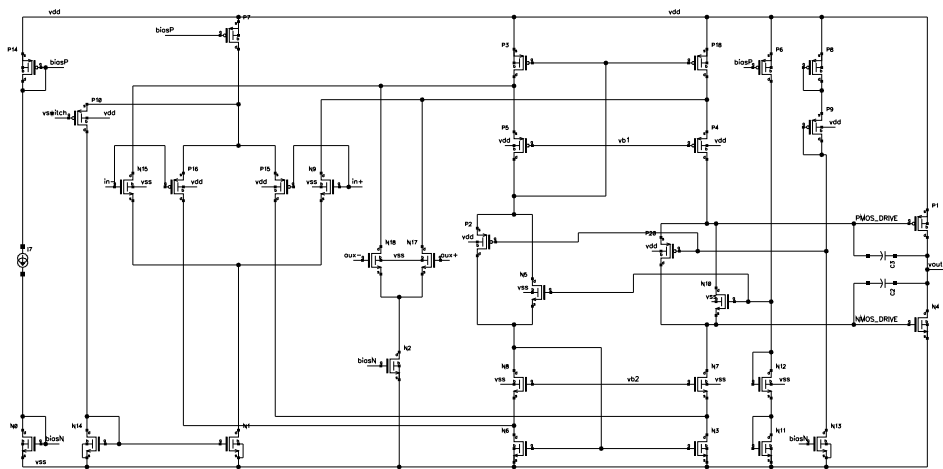 vdd
vdd
P7
biasP
P14
biasP
P3
P18
P6
biasP
P8
P10
vswitch
vdd
P9
vdd
P5
vdd
vb1
P4
vdd
N15
in-
vss
P16
vdd
P15
vdd
N9
vss
in+
P2
vdd
P20
vdd
PMOS_DRIVE
P1
I7
N18
aux-
vss
N17
aux+
C3
vout
N5
vss
N10
vss
C2
NMOS_DRIVE
N4
N2
biasN
N8
vss
vb2
N7
vss
N12
vss
N0
biasN
vss
N14
N1
N6
N3
N11
biasN
N13